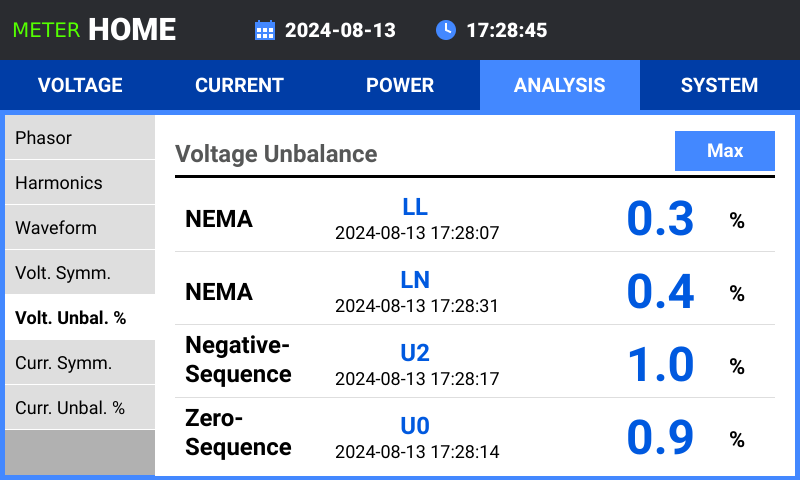 METER HOME 2024-08-13 17:28:45
VOLTAGE CURRENT POWER ANALYSIS SYSTEM
Phasor
Harmonics
Waveform
Volt. Symm.
Volt. Unbal. %
Curr. Symm.
Curr. Unbal. %
Voltage Unbalance Max
NEMA LL 0.3 %
2024-08-13 17:28:07
NEMA LN 0.4 %
2024-08-13 17:28:31
Negative-
Sequence U2 1.0 %
2024-08-13 17:28:17
Zero-
Sequence U0 0.9 %
2024-08-13 17:28:14